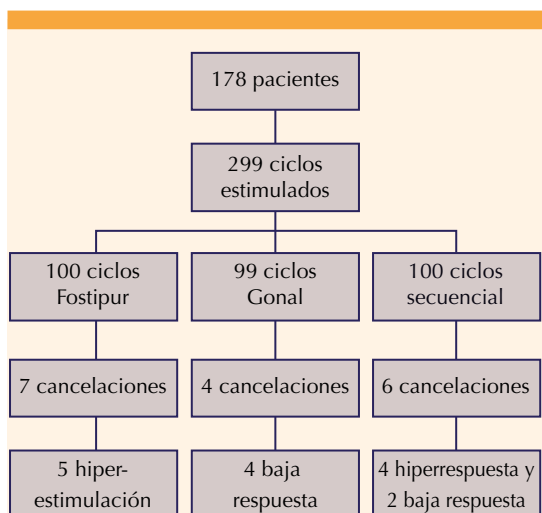 178 pacientes
299 ciclos
estimulados
100 ciclos
Fostipur
99 ciclos
Gonal
100 ciclos
secuencial
7 cancelaciones
4 cancelaciones
6 cancelaciones
5 hiper-
estimulación
4 baja
respuesta
4 hiperrespuesta y
2 baja respuesta